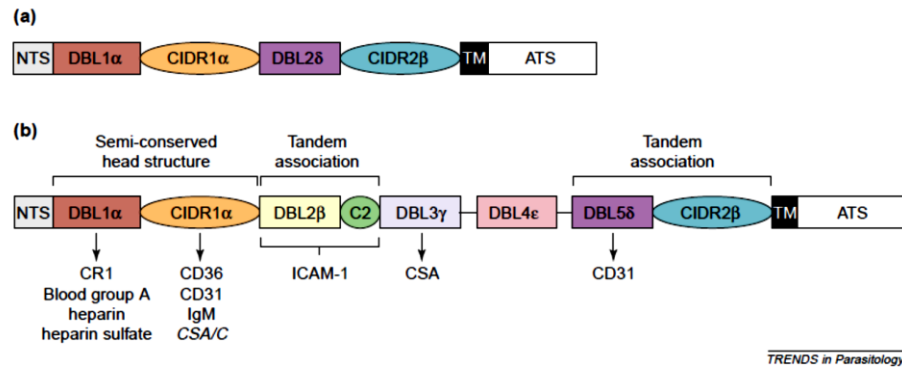 (a)
NTS DBL1α CIDR1α DBL2δ CIDR2β TM ATS
(b)
Semi-conserved Tandem Tandem
head structure association association
NTS DBL1α CIDR1α DBL2β C2 DBL3γ DBL4ε DBL5δ CIDR2β TM ATS
CR1 CD36 ICAM-1 CSA CD31
Blood group A CD31
heparin IgM
heparin sulfate CSA/C
TRENDS in Parasitology